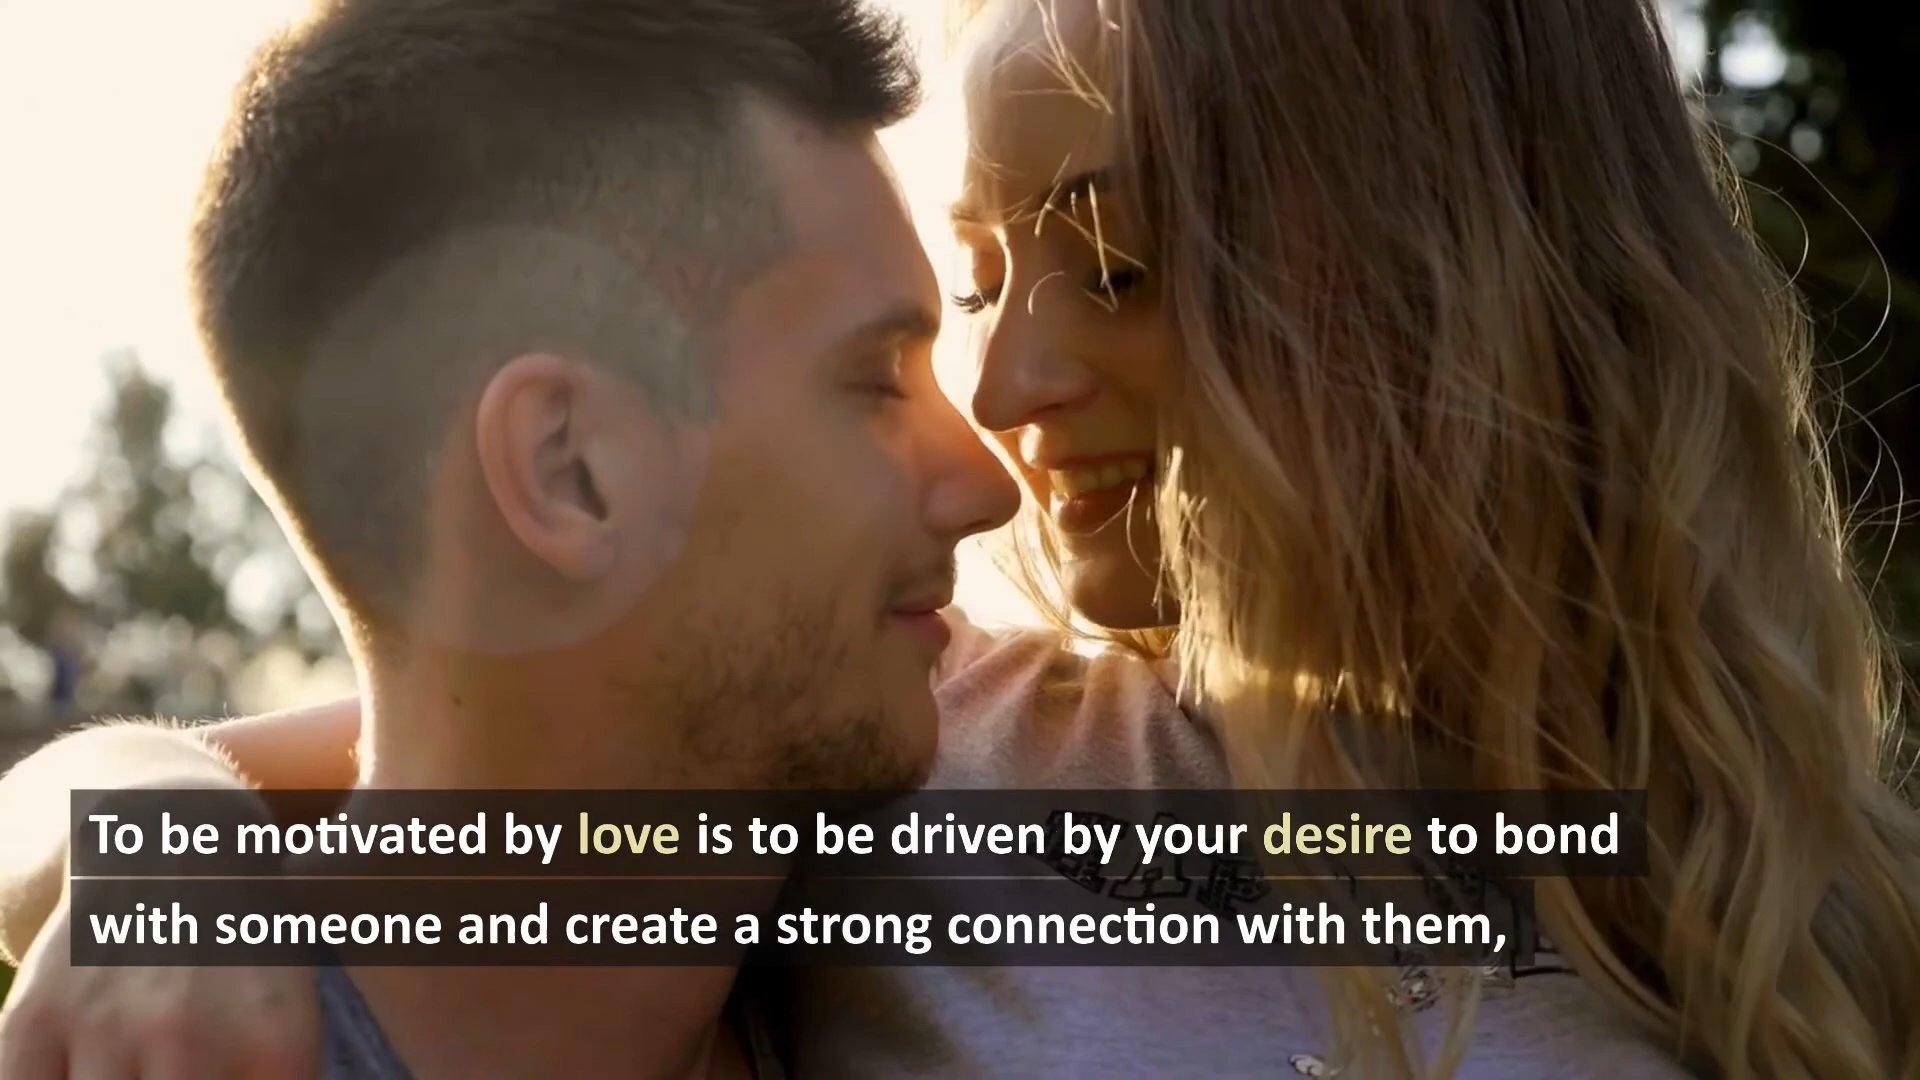 To be motivated by love is to be driven by your desire to bond
with someone and create a strong connection with them,